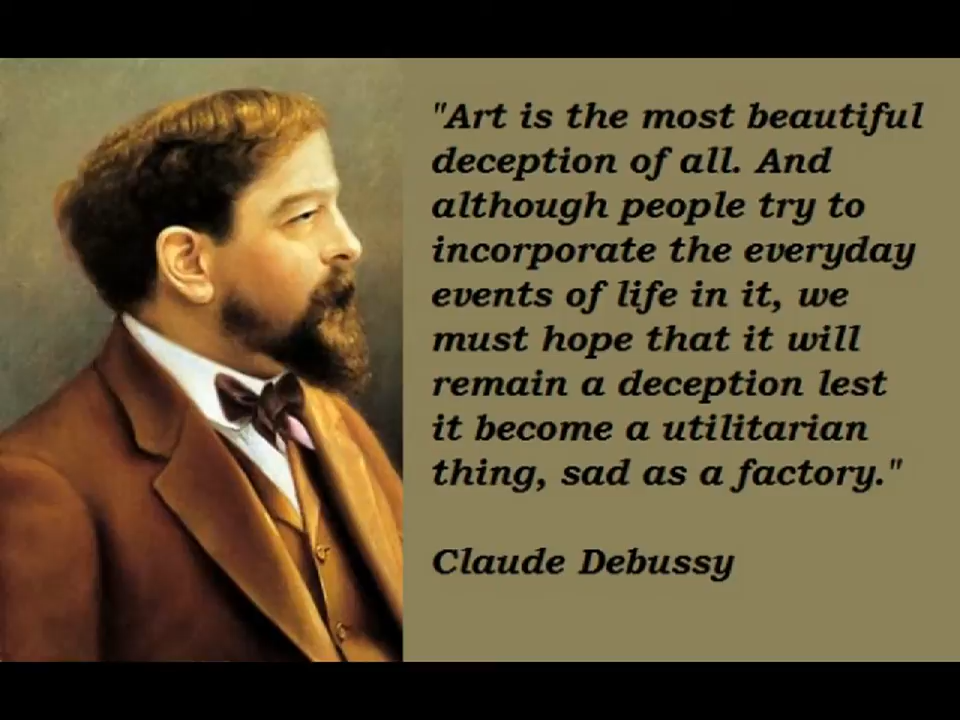 "Art is the most beautiful
deception of all. And
although people try to
incorporate the everyday
events of life in it, we
must hope that it will
remain a deception lest
it become a utilitarian
thing, sad as a factory."
Claude Debussy